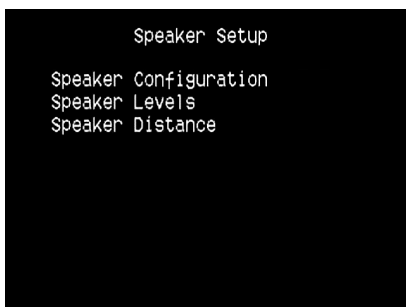 Speaker Setup
Speaker Configuration
Speaker Levels
Speaker Distance